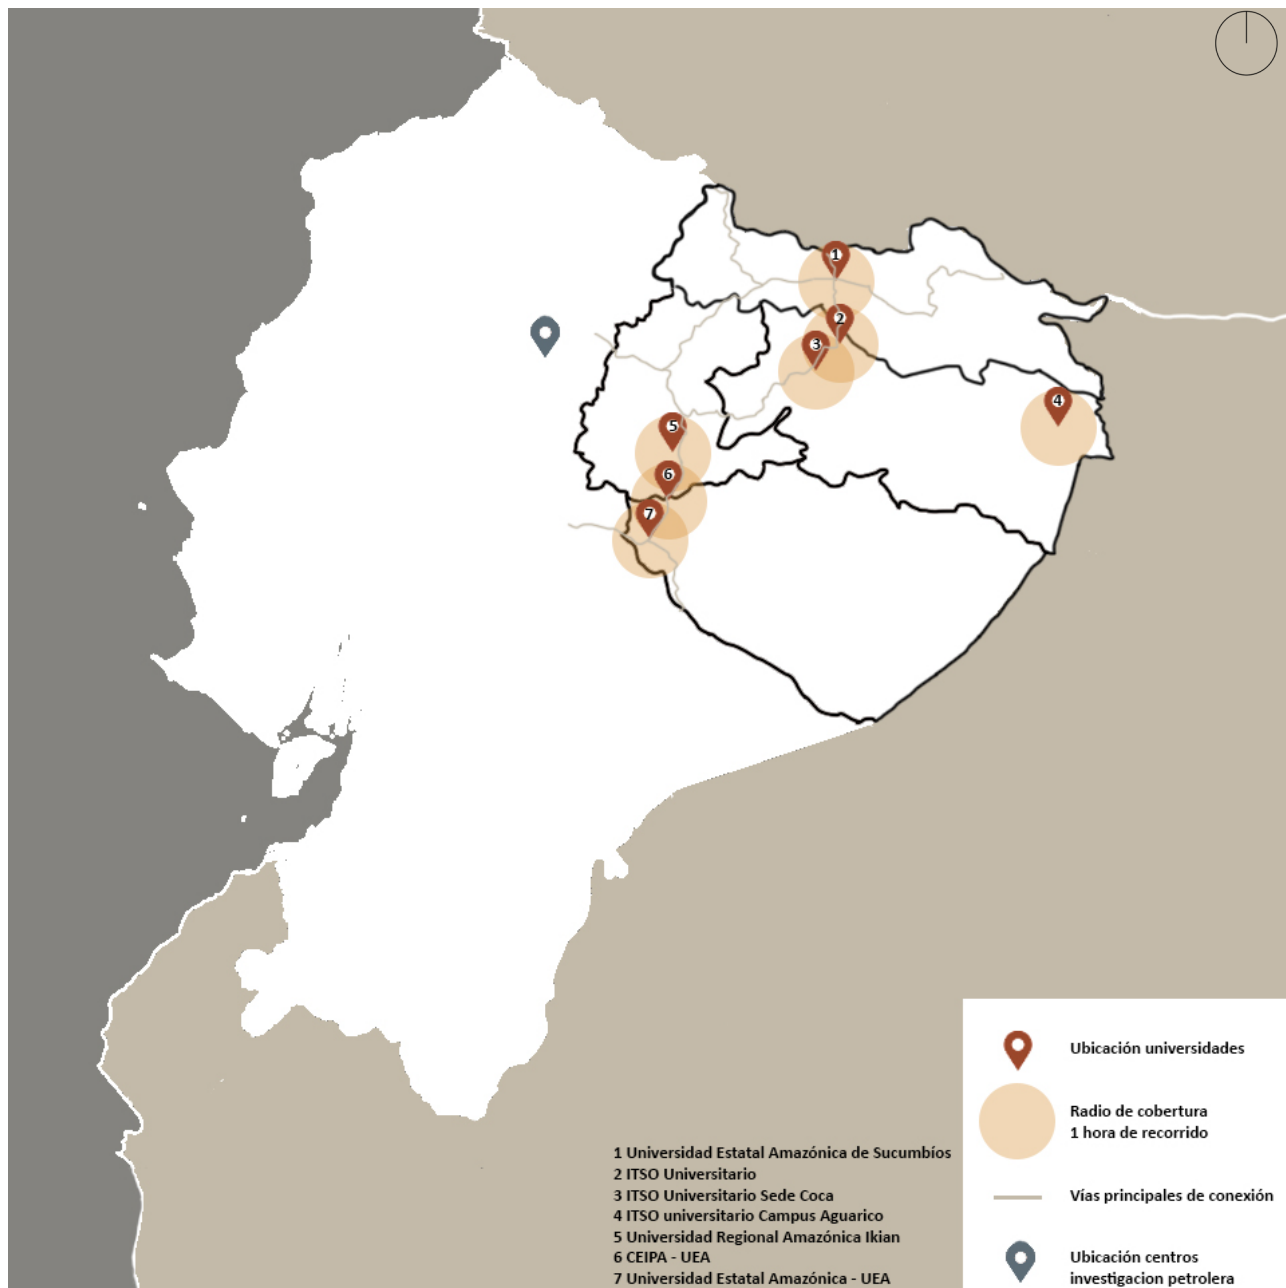 1
2
3
4
5
6
7
Ubicación universidades
Radio de cobertura
1 hora de recorrido
Vías principales de conexión
Ubicación centros
investigacion petrolera
1 Universidad Estatal Amazónica de Sucumbíos
2 ITSO Universitario
3 ITSO Universitario Sede Coca
4 ITSO universitario Campus Aguarico
5 Universidad Regional Amazónica Ikian
6 CEIPA - UEA
7 Universidad Estatal Amazónica - UEA